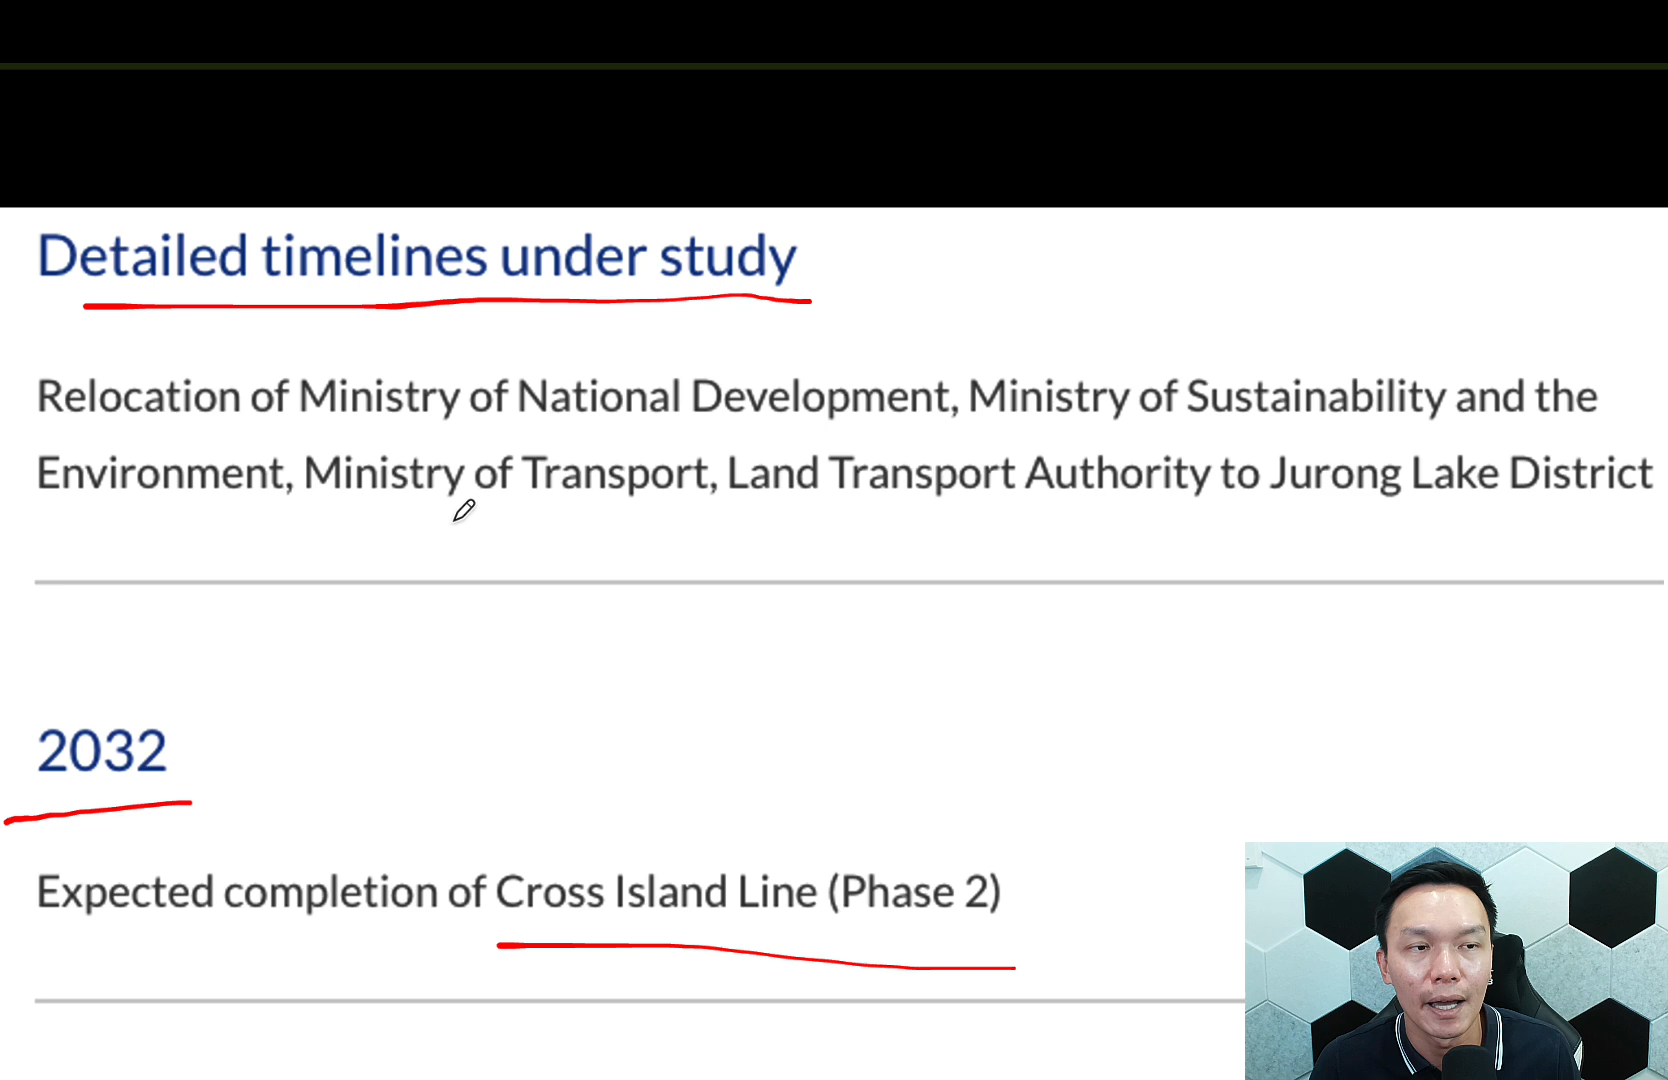 Detailed timelines under study
Relocation of Ministry of National Development, Ministry of Sustainability and the
Environment, Ministry of Transport, Land Transport Authority to Jurong Lake District
2032
Expected completion of Cross Island Line (Phase 2)